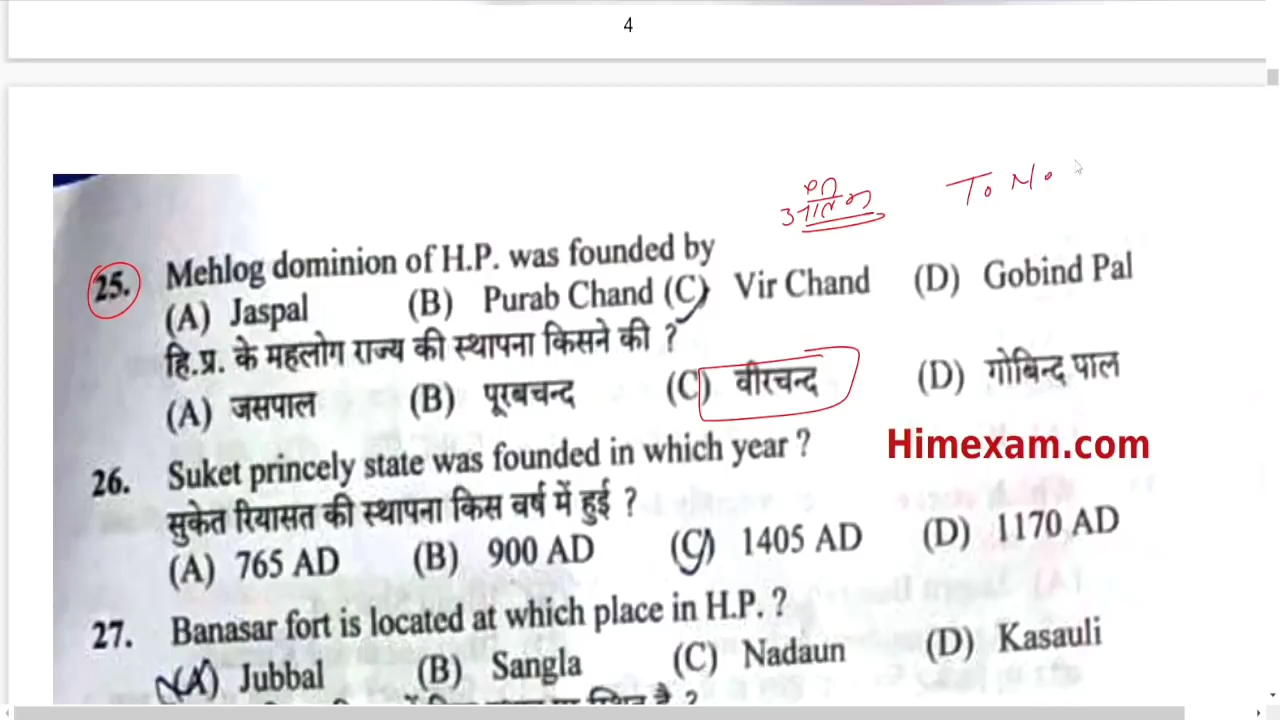 4
To No.
25. Mehlog dominion of H.P. was founded by
(A) Jaspal (B) Purab Chand (C) Vir Chand (D) Gobind Pal
हि.प्र. के महलोग राज्य की स्थापना किसने की ?
(A) जसपाल (B) पूरबचन्द (C) वीरचन्द (D) गोबिन्द पाल
Himexam.com
26. Suket princely state was founded in which year ?
सुकेत रियासत की स्थापना किस वर्ष में हुई ?
(A) 765 AD (B) 900 AD (C) 1405 AD (D) 1170 AD
27. Banasar fort is located at which place in H.P. ?
(A) Jubbal (B) Sangla (C) Nadaun (D) Kasauli